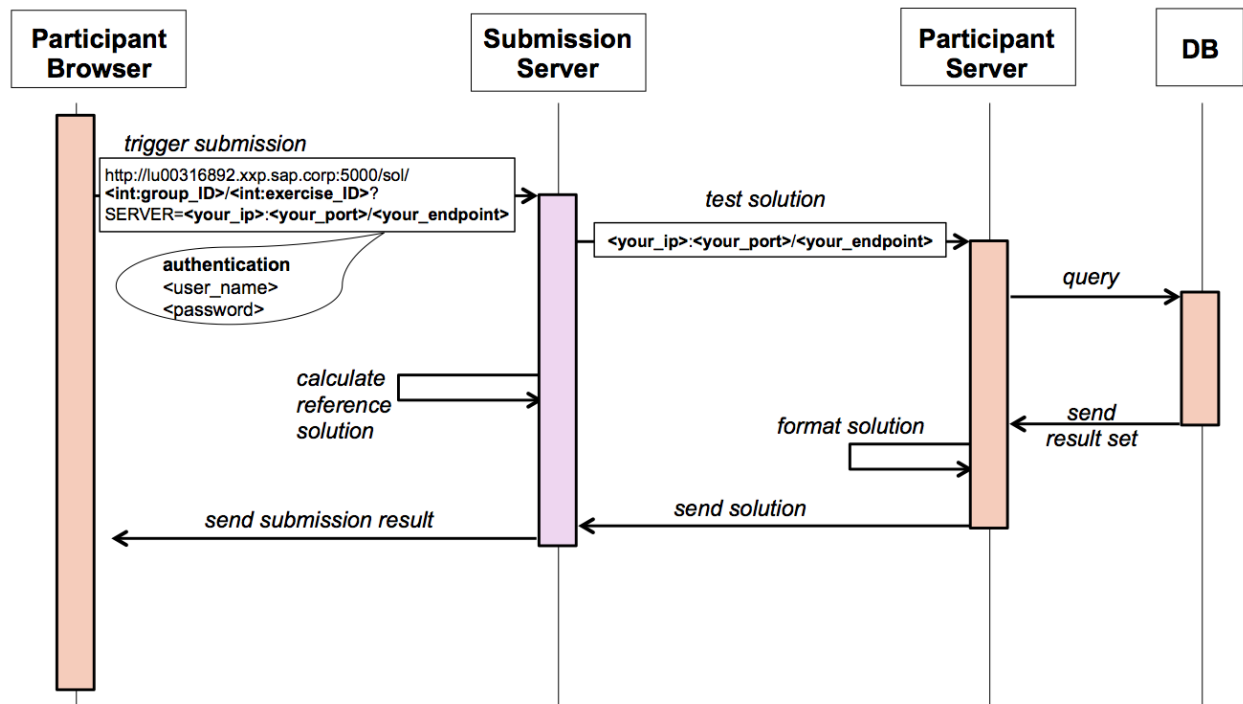 Participant
Browser
Submission
Server
Participant
Server
DB
trigger submission
http://lu00316892.xxp.sap.corp:5000/sol/
<int:group_ID>/<int:exercise_ID>?
SERVER=<your_ip>:<your_port>/<your_endpoint>
authentication
<user_name>
<password>
test solution
<your_ip>:<your_port>/<your_endpoint>
query
calculate
reference
solution
send
result set
format solution
send solution
send submission result